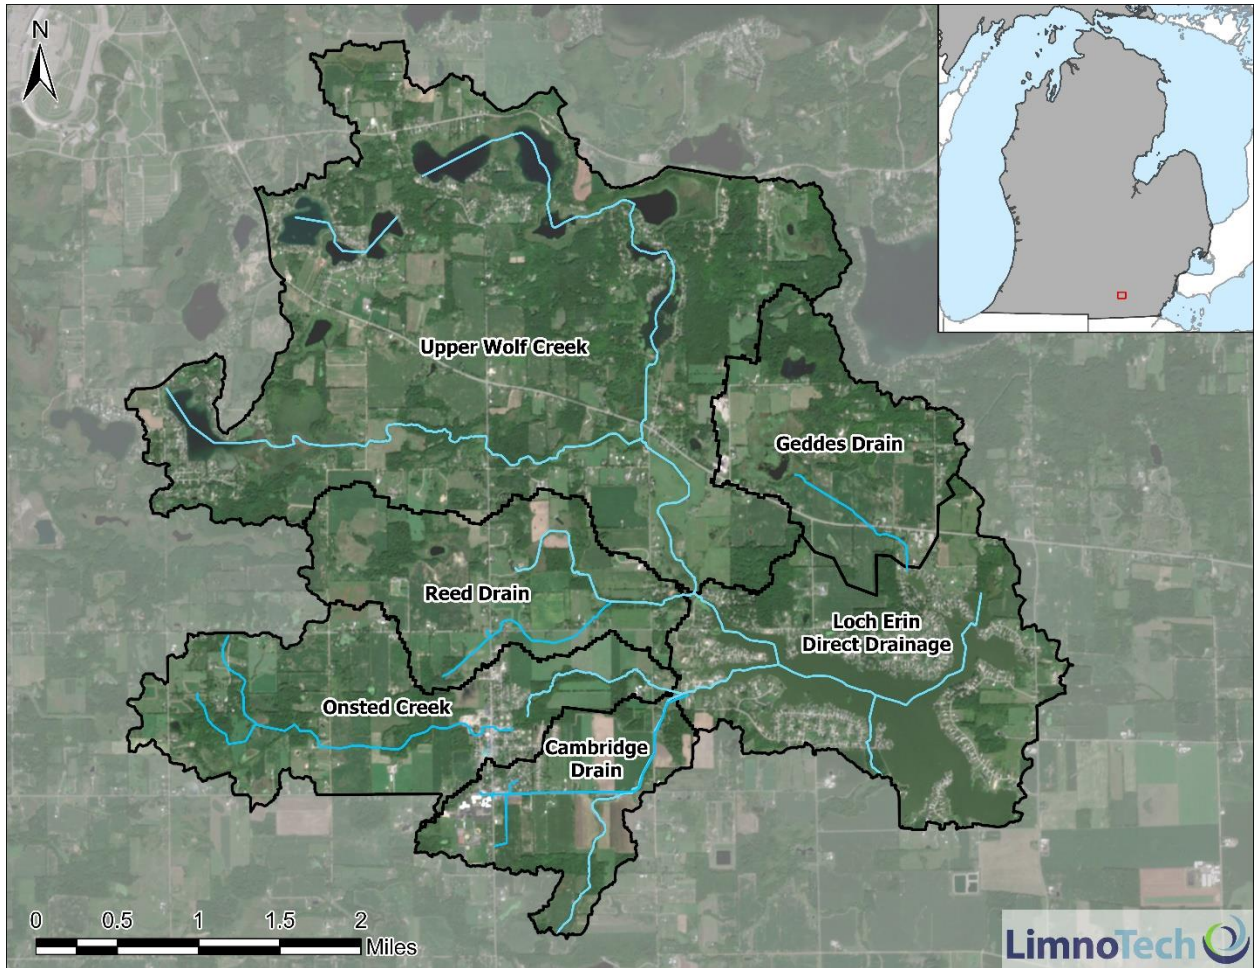 N
Upper Wolf Creek
Geddes Drain
Reed Drain
Loch Erin
Direct Drainage
Onsted Creek
Cambridge
Drain
0 0.5 1 1.5 2
Miles
LimnoTech